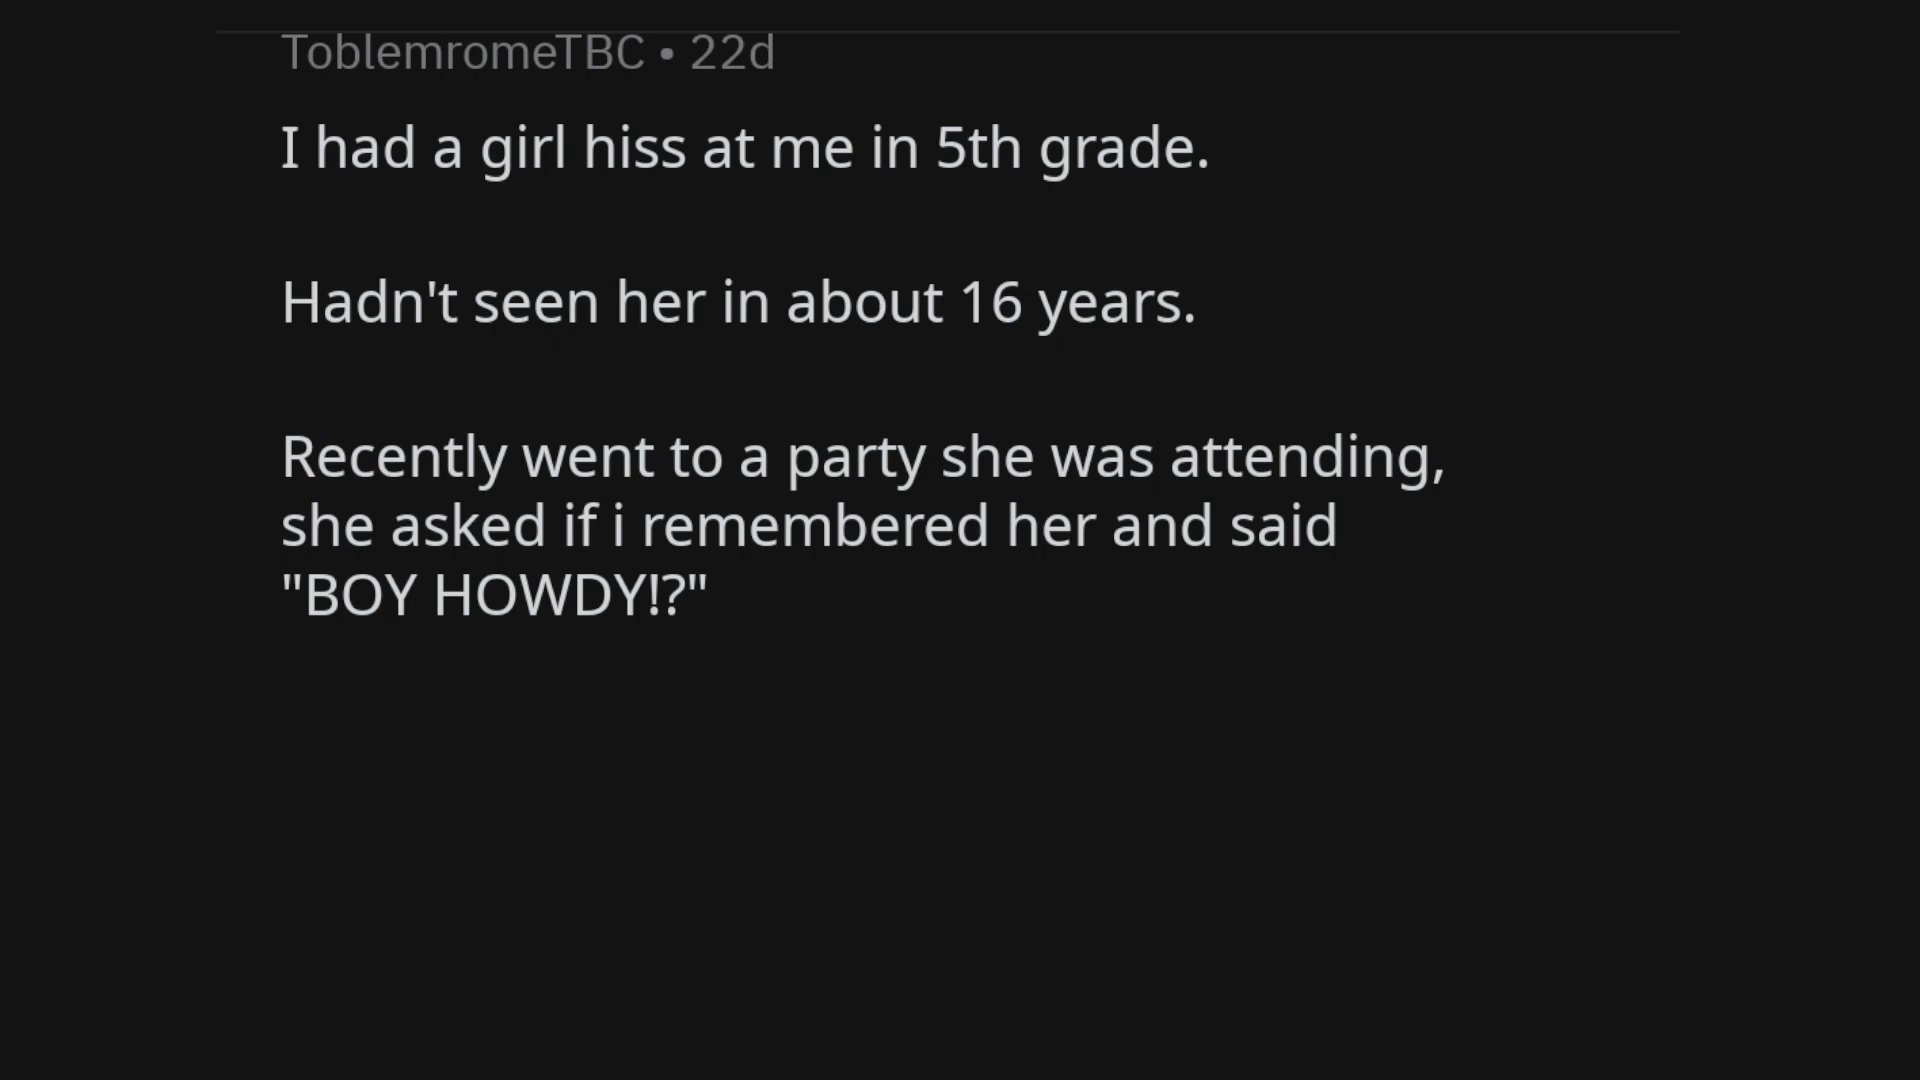 ToblemromeTBC • 22d
I had a girl hiss at me in 5th grade.
Hadn't seen her in about 16 years.
Recently went to a party she was attending,
she asked if i remembered her and said
"BOY HOWDY!?"